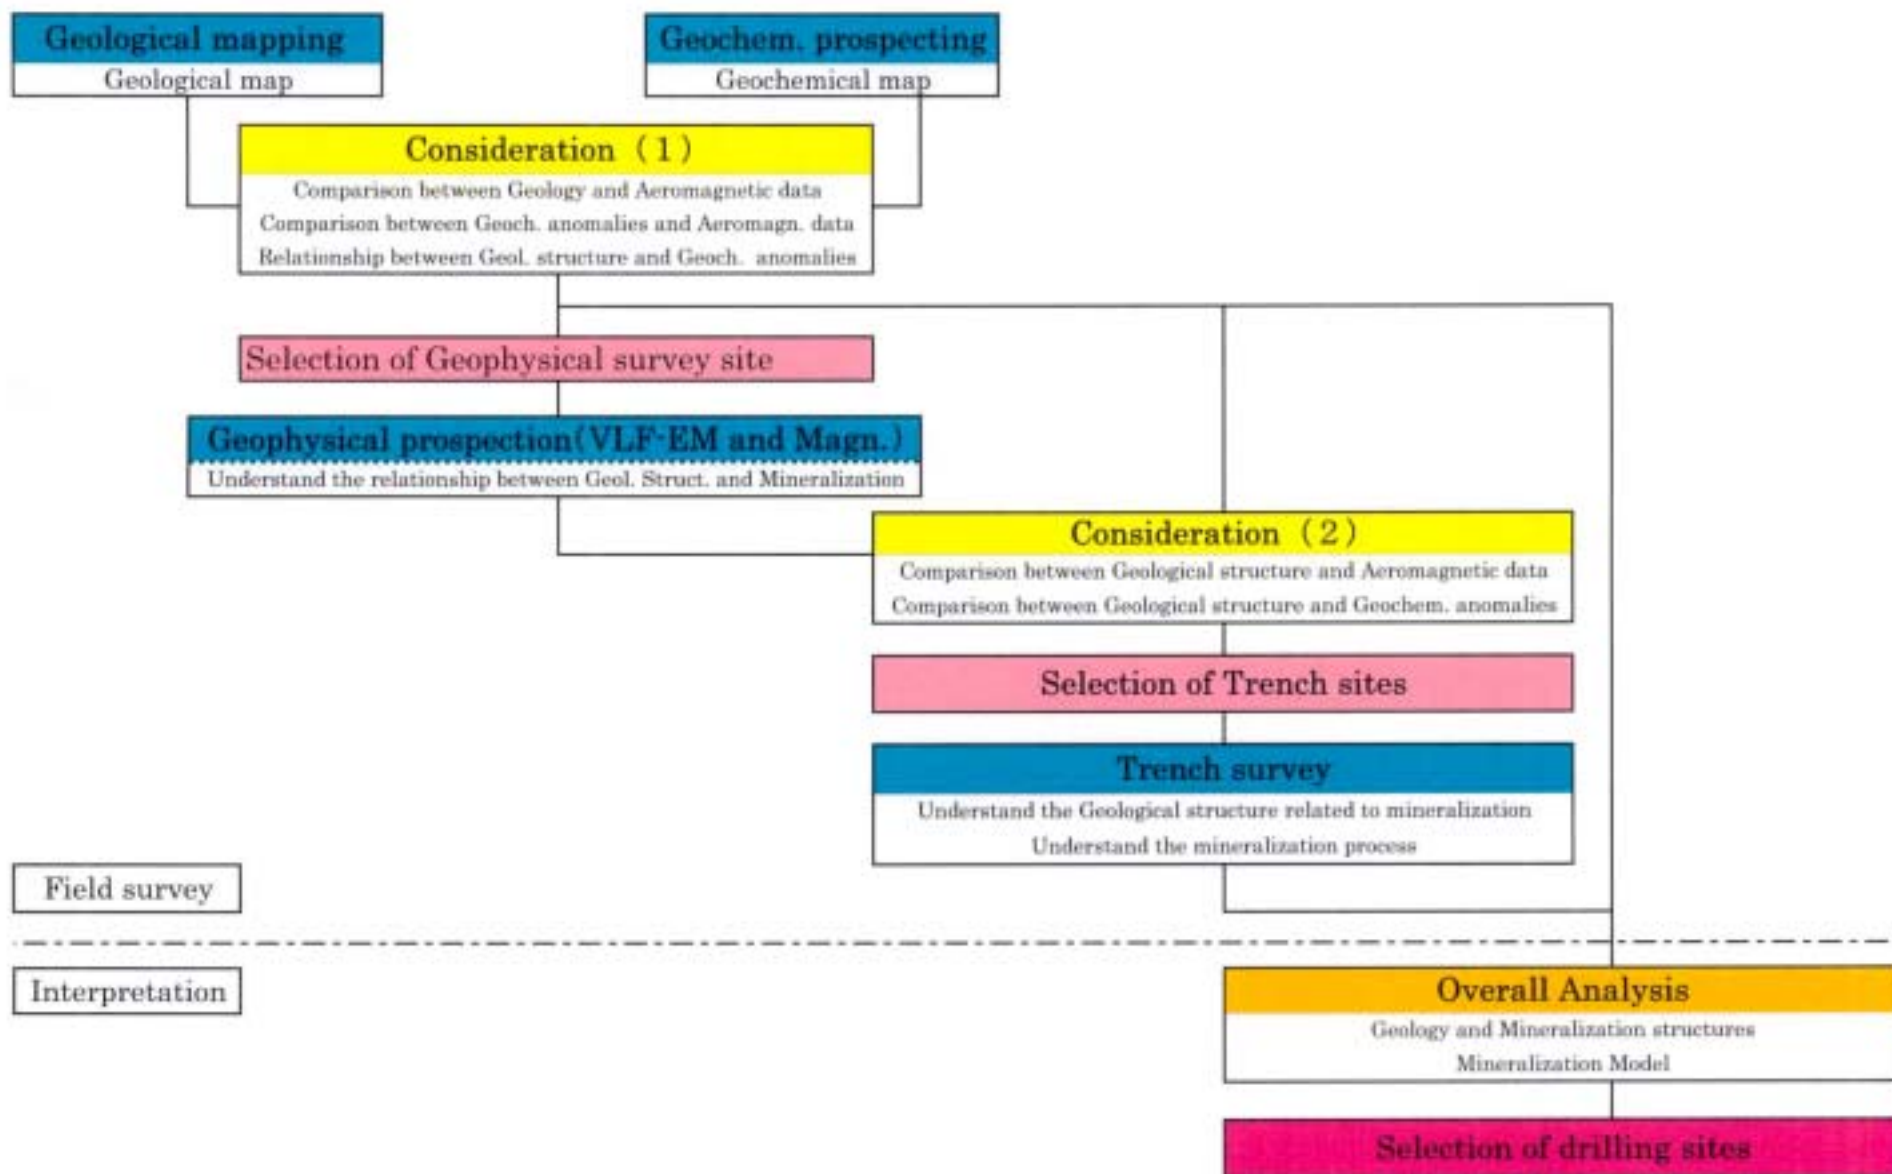 Geological mapping
Geological map
Geochem. prospecting
Geochemical map
Consideration（1）
Comparison between Geology and Aeromagnetic data
Comparison between Geoch. anomalies and Aeromagn. data
Relationship between Geol. structure and Geoch. anomalies
Selection of Geophysical survey site
Geophysical prospection(VLF-EM and Magn.)
Understand the relationship between Geol. Struct. and Mineralization
Consideration（2）
Comparison between Geological structure and Aeromagnetic data
Comparison between Geological structure and Geochem. anomalies
Selection of Trench sites
Trench survey
Understand the Geological structure related to mineralization
Understand the mineralization process
Field survey
Interpretation
Overall Analysis
Geology and Mineralization structures
Mineralization Model
Selection of drilling sites